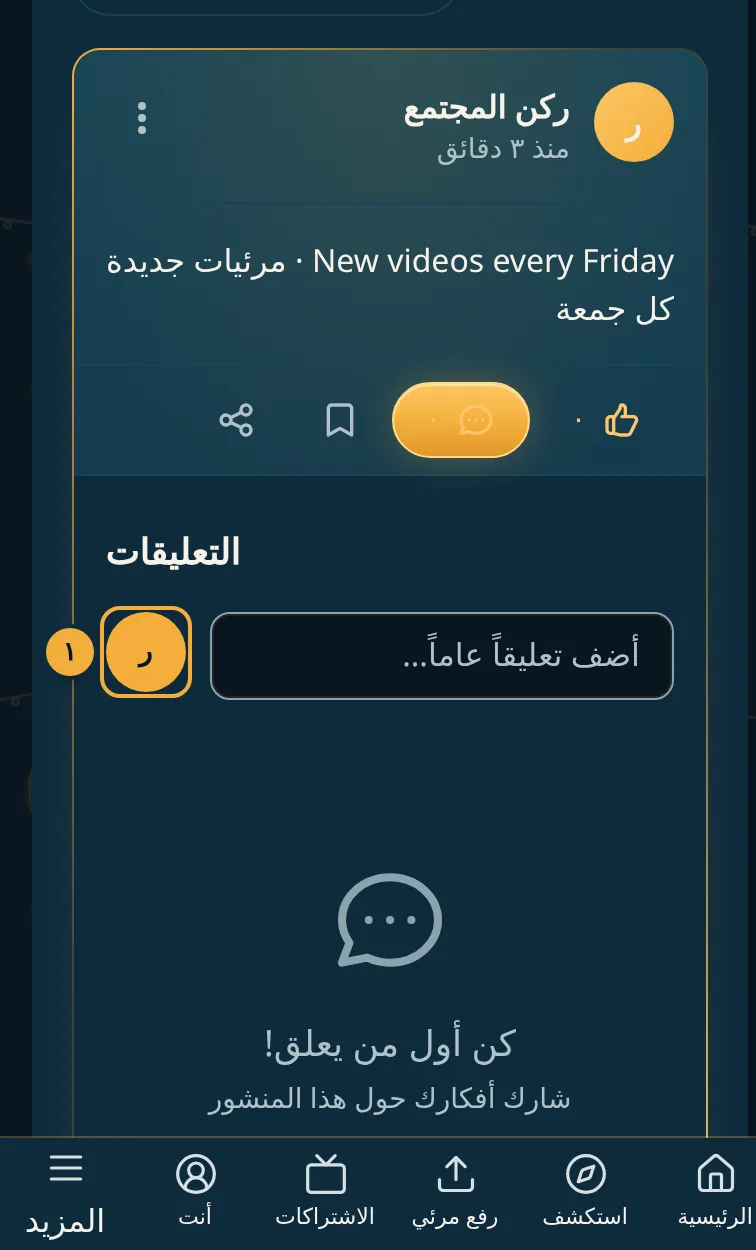 ر
ركن المجتمع
منذ ٣ دقائق
New videos every Friday · مرئيات جديدة
كل جمعة
التعليقات
أضف تعليقاً عاماً...
ر
١
كن أول من يعلق!
شارك أفكارك حول هذا المنشور
الرئيسية
استكشف
رفع مرئي
الاشتراكات
أنت
المزيد